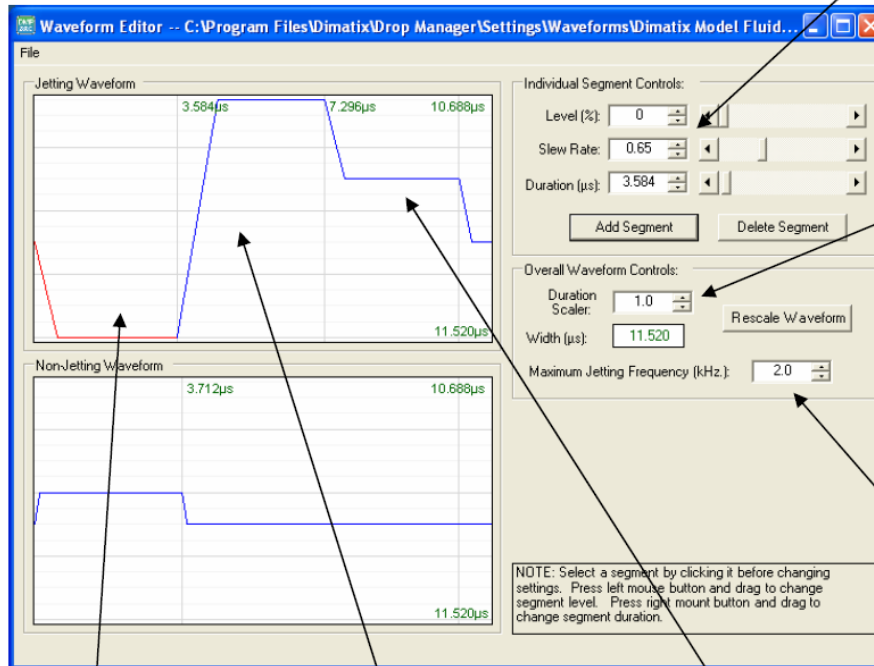 Waveform Editor -- C:\Program Files\Dimatix\Drop Manager\Settings\Waveforms\Dimatix Model Fluid...
File
Jetting Waveform
3.584µs
7.296µs
10.688µs
11.520µs
Non-Jetting Waveform
3.712µs
10.688µs
11.520µs
Individual Segment Controls:
Level (%): 0
Slew Rate: 0.65
Duration (µs): 3.584
Add Segment Delete Segment
Overall Waveform Controls:
Duration
Scaler: 1.0
Rescale Waveform
Width (µs): 11.520
Maximum Jetting Frequency (kHz.): 2.0
NOTE: Select a segment by clicking it before changing
settings. Press left mouse button and drag to change
segment level. Press right mount button and drag to
change segment duration.